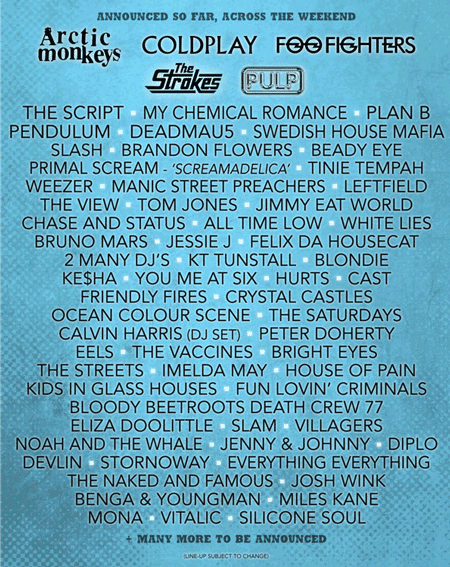 ANNOUNCED SO FAR, ACROSS THE WEEKEND
Arctic monkeys COLDPLAY FOO FIGHTERS
The Strokes PULP
THE SCRIPT ▪ MY CHEMICAL ROMANCE ▪ PLAN B
PENDULUM ▪ DEADMAU5 ▪ SWEDISH HOUSE MAFIA
SLASH ▪ BRANDON FLOWERS ▪ BEADY EYE
PRIMAL SCREAM - 'SCREAMADELICA' ▪ TINIE TEMPAH
WEEZER ▪ MANIC STREET PREACHERS ▪ LEFTFIELD
THE VIEW ▪ TOM JONES ▪ JIMMY EAT WORLD
CHASE AND STATUS ▪ ALL TIME LOW ▪ WHITE LIES
BRUNO MARS ▪ JESSIE J ▪ FELIX DA HOUSECAT
2 MANY DJ'S ▪ KT TUNSTALL ▪ BLONDIE
KE$HA ▪ YOU ME AT SIX ▪ HURTS ▪ CAST
FRIENDLY FIRES ▪ CRYSTAL CASTLES
OCEAN COLOUR SCENE ▪ THE SATURDAYS
CALVIN HARRIS (DJ SET) ▪ PETER DOHERTY
EELS ▪ THE VACCINES ▪ BRIGHT EYES
THE STREETS ▪ IMELDA MAY ▪ HOUSE OF PAIN
KIDS IN GLASS HOUSES ▪ FUN LOVIN' CRIMINALS
BLOODY BEETROOTS DEATH CREW 77
ELIZA DOOLITTLE ▪ SLAM ▪ VILLAGERS
NOAH AND THE WHALE ▪ JENNY & JOHNNY ▪ DIPLO
DEVLIN ▪ STORNOWAY ▪ EVERYTHING EVERYTHING
THE NAKED AND FAMOUS ▪ JOSH WINK
BENGA & YOUNGMAN ▪ MILES KANE
MONA ▪ VITALIC ▪ SILICONE SOUL
+ MANY MORE TO BE ANNOUNCED
(LINE-UP SUBJECT TO CHANGE)